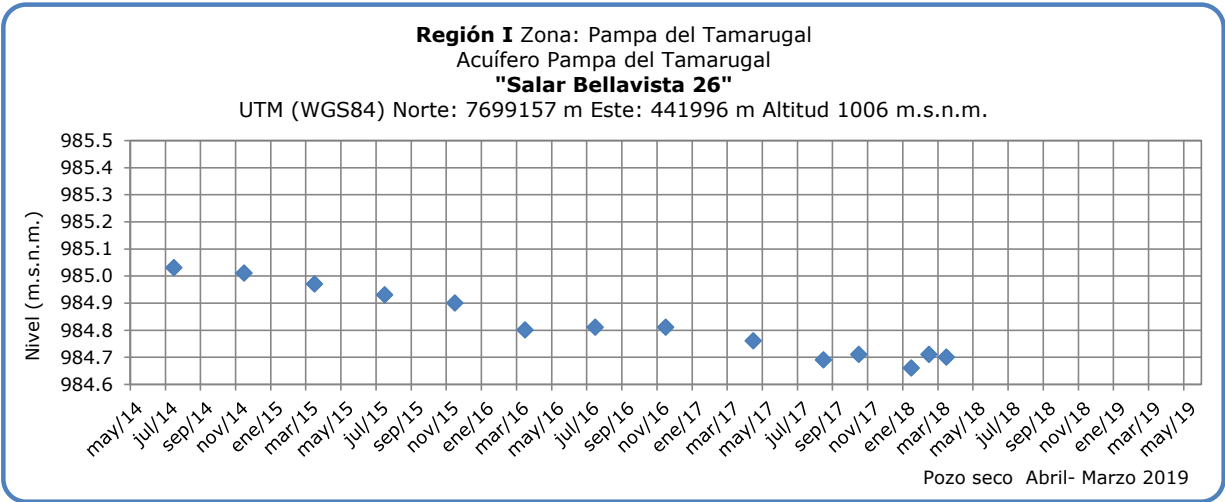 Región I Zona: Pampa del Tamarugal
Acuífero Pampa del Tamarugal
"Salar Bellavista 26"
UTM (WGS84) Norte: 7699157 m Este: 441996 m Altitud 1006 m.s.n.m.
Nivel (m.s.n.m.)
985.5
985.4
985.3
985.2
985.1
985.0
984.9
984.8
984.7
984.6
may/14 jul/14 sep/14 nov/14 ene/15 mar/15 may/15 jul/15 sep/15 nov/15 ene/16 mar/16 may/16 jul/16 sep/16 nov/16 ene/17 mar/17 may/17 jul/17 sep/17 nov/17 ene/18 mar/18 may/18 jul/18 sep/18 nov/18 ene/19 mar/19 may/19
Pozo seco Abril- Marzo 2019